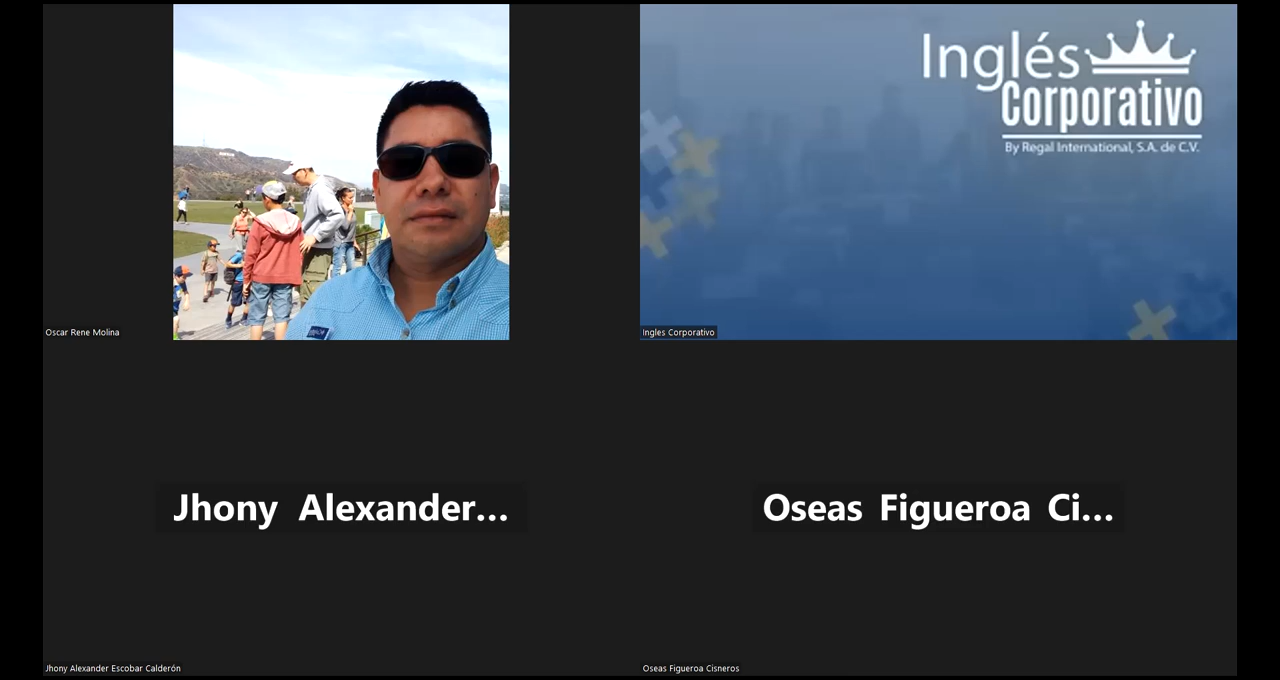 Inglés
Corporativo
By Regal International, S.A. de C.V.
Oscar Rene Molina
Ingles Corporativo
Jhony Alexander...
Oseas Figueroa Ci...
Jhony Alexander Escobar Calderón
Oseas Figueroa Cisneros